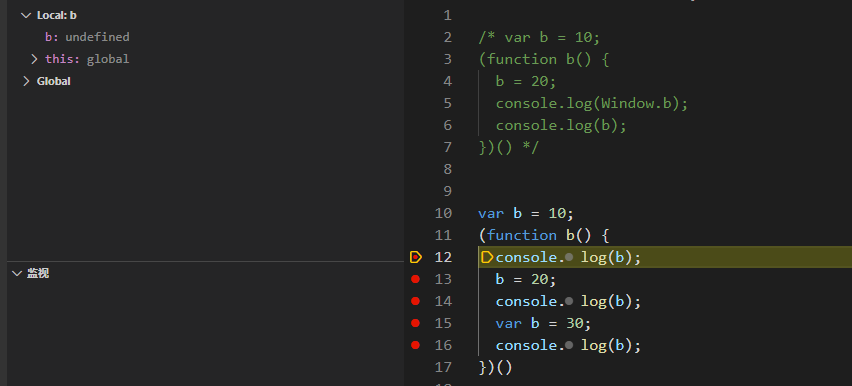 Local: b
b: undefined
this: global
Global
监视
1
2 /* var b = 10;
3 (function b() {
4   b = 20;
5   console.log(Window.b);
6   console.log(b);
7 })() */
8
9
10 var b = 10;
11 (function b() {
12   console. log(b);
13   b = 20;
14   console. log(b);
15   var b = 30;
16   console. log(b);
17 })()